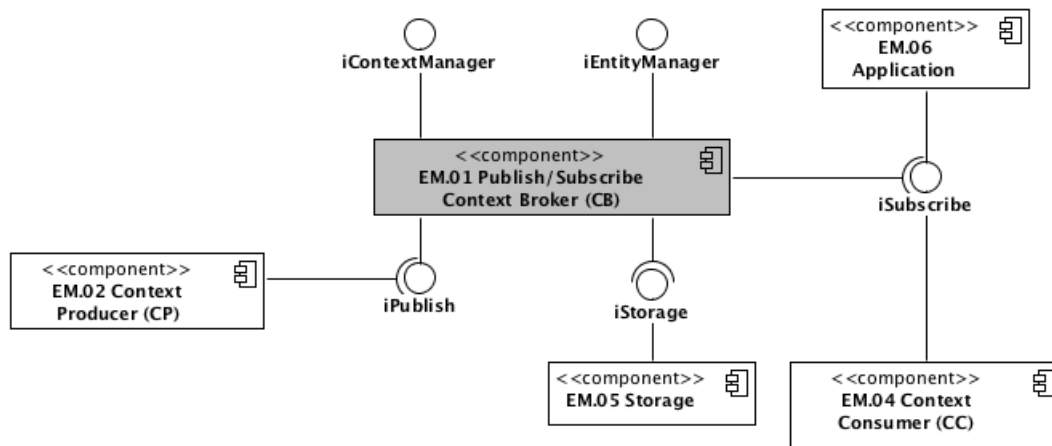 <<component>>
EM.06
Application
iContextManager
iEntityManager
<<component>>
EM.01 Publish/Subscribe
Context Broker (CB)
iSubscribe
<<component>>
EM.02 Context
Producer (CP)
iPublish
iStorage
<<component>>
EM.05 Storage
<<component>>
EM.04 Context
Consumer (CC)